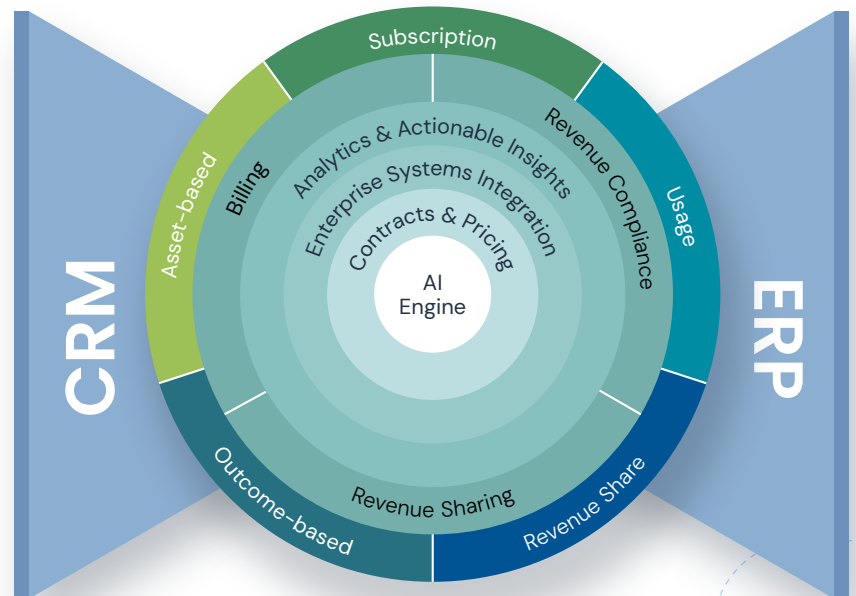 Subscription
Asset-based
Usage
Outcome-based
Revenue Share
Billing
Revenue Compliance
Revenue Sharing
Analytics & Actionable Insights
Enterprise Systems Integration
Contracts & Pricing
AI
Engine
CRM
ERP